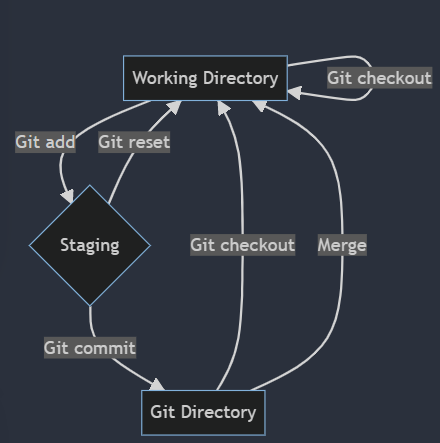 Working Directory
Git checkout
Git add
Git reset
Staging
Git checkout
Merge
Git commit
Git Directory